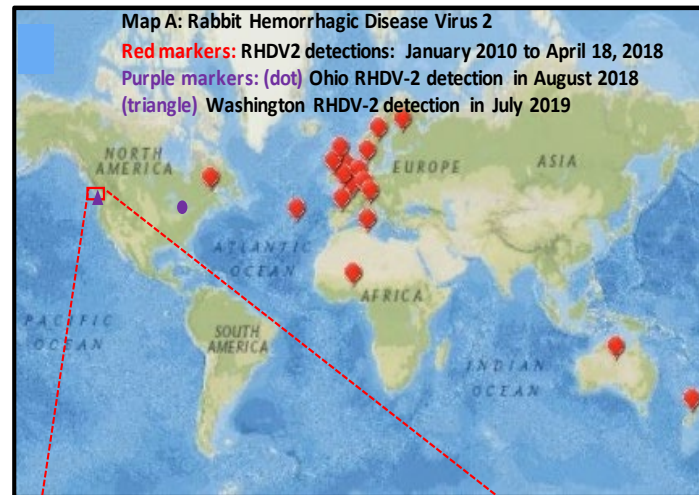 Map A: Rabbit Hemorrhagic Disease Virus 2
Red markers: RHDV2 detections: January 2010 to April 18, 2018
Purple markers: (dot) Ohio RHDV-2 detection in August 2018
(triangle) Washington RHDV-2 detection in July 2019
NORTH
AMERICA
EUROPE
ASIA
ATLANTIC
OCEAN
AFRICA
PACIFIC
OCEAN
SOUTH
AMERICA
INDIAN
OCEAN